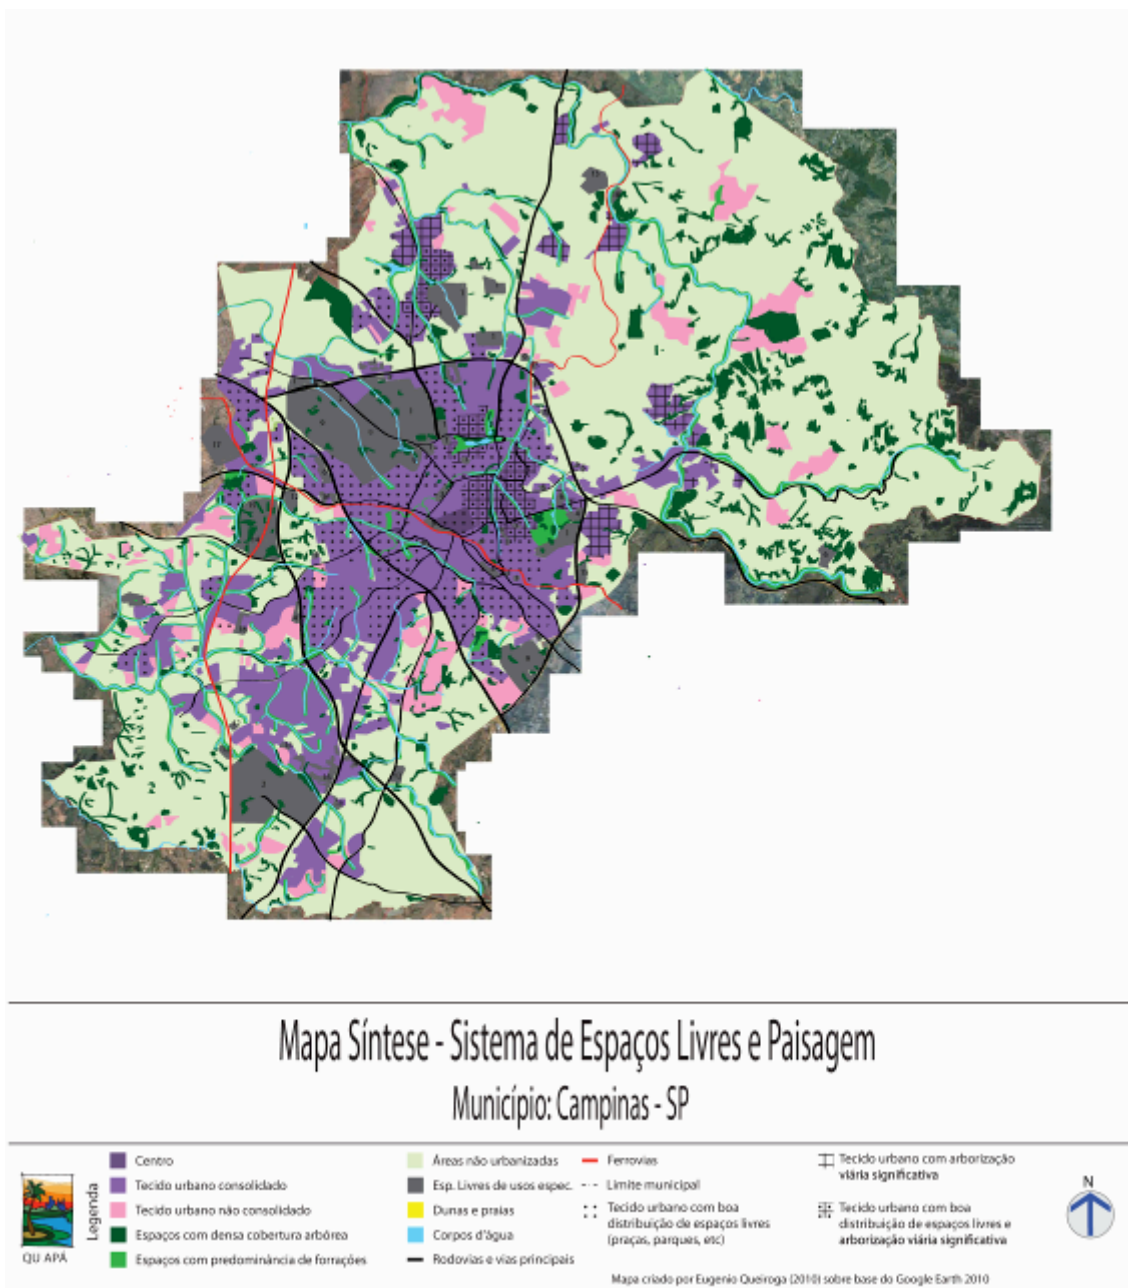 Mapa Síntese - Sistema de Espaços Livres e Paisagem
Município: Campinas - SP
QU APÁ
Legenda
Centro
Tecido urbano consolidado
Tecido urbano não consolidado
Espaços com densa cobertura arbórea
Espaços com predominância de forrações
Áreas não urbanizadas
Esp. Livres de usos espec.
Dunas e praias
Corpos d'água
Rodovias e vias principais
Ferrovias
Limite municipal
Tecido urbano com boa
distribuição de espaços livres
(praças, parques, etc)
Tecido urbano com arborização
viária significativa
Tecido urbano com boa
distribuição de espaços livres e
arborização viária significativa
N
Mapa criado por Eugenio Queiroga (2010) sobre base do Google Earth 2010